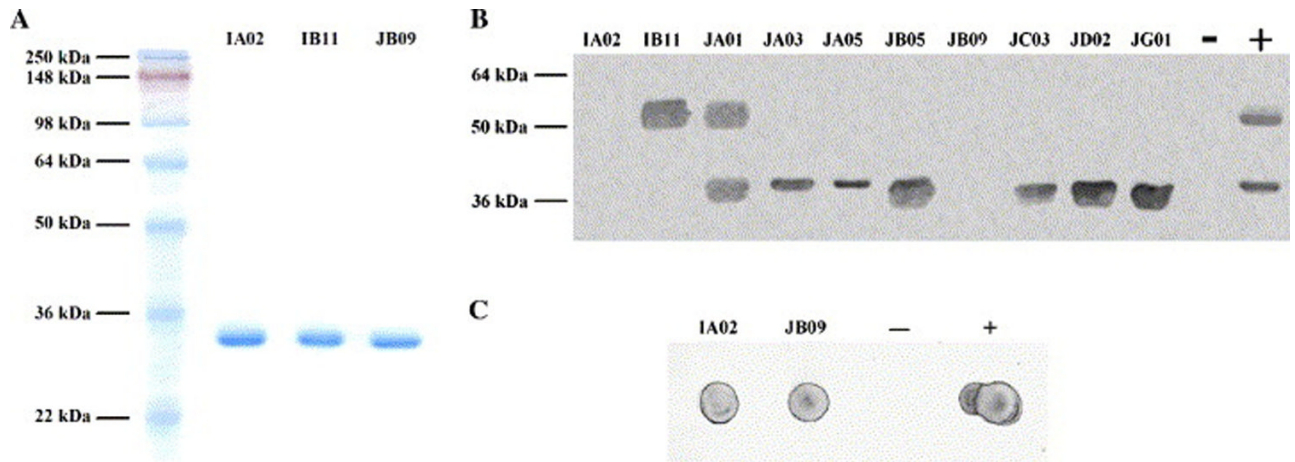 A
IA02 IB11 JB09
250 kDa
148 kDa
98 kDa
64 kDa
50 kDa
36 kDa
22 kDa
B
IA02 IB11 JA01 JA03 JA05 JB05 JB09 JC03 JD02 JG01 - +
64 kDa
50 kDa
36 kDa
C
IA02 JB09 — +